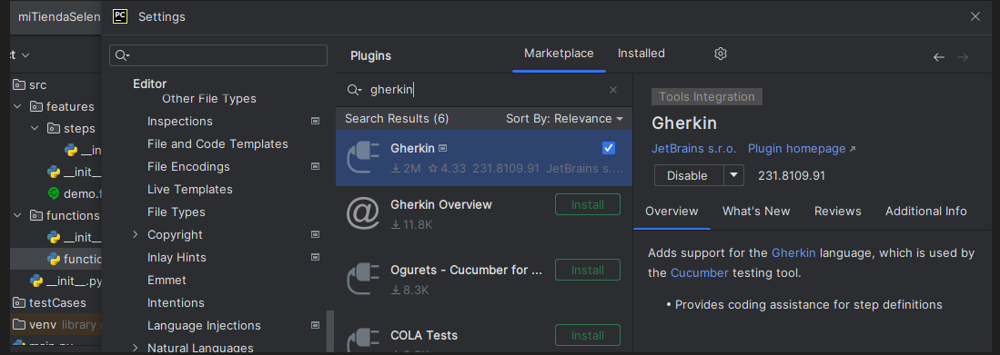 miTiendaSelen
PC Settings
ct
src
features
steps
__ini
__init__
demo.f
functions
__init__
functio
__init__.py
testCases
venv library
main.py
Editor
Other File Types
Inspections
File and Code Templates
File Encodings
Live Templates
File Types
Copyright
Inlay Hints
Emmet
Intentions
Language Injections
Natural Languages
Plugins
Marketplace
Installed
gherkin
Search Results (6)
Sort By: Relevance
Gherkin
2M 4.33 231.8109.91 JetBrains s....
Gherkin Overview
Install
11.8K
Ogurets - Cucumber for ...
Install
8.3K
COLA Tests
Install
Tools Integration
Gherkin
JetBrains s.r.o. Plugin homepage ↗
Disable
231.8109.91
Overview
What's New
Reviews
Additional Info
Adds support for the Gherkin language, which is used by
the Cucumber testing tool.
• Provides coding assistance for step definitions